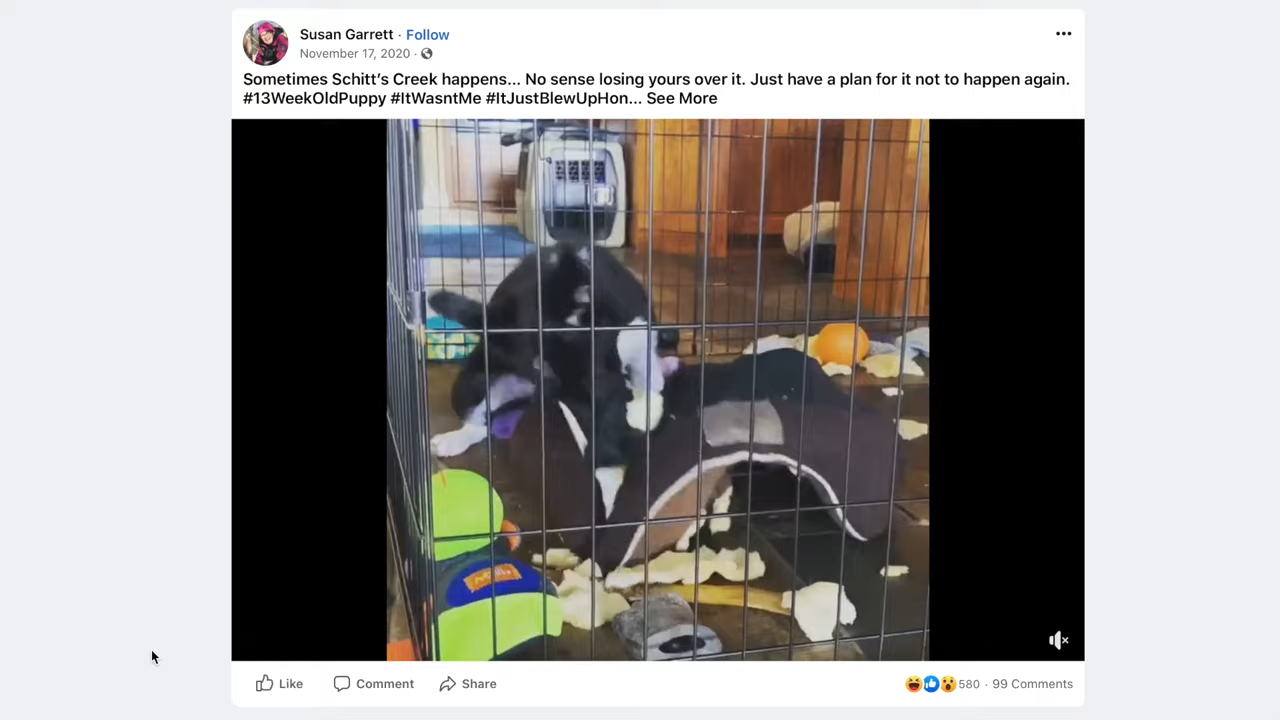 Susan Garrett · Follow
November 17, 2020 ·
Sometimes Schitt's Creek happens... No sense losing yours over it. Just have a plan for it not to happen again.
#13WeekOldPuppy #ItWasntMe #ItJustBlewUpHon... See More
Like Comment Share 580 · 99 Comments